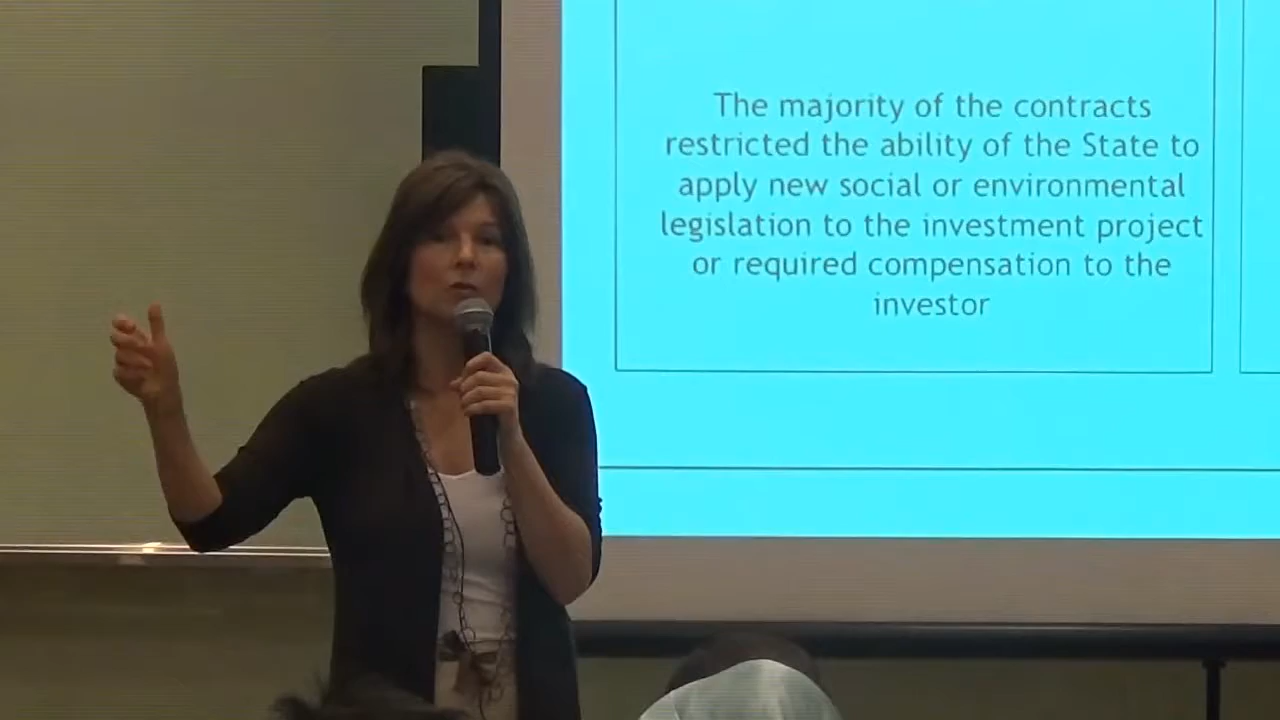 The majority of the contracts
restricted the ability of the State to
apply new social or environmental
legislation to the investment project
or required compensation to the
investor